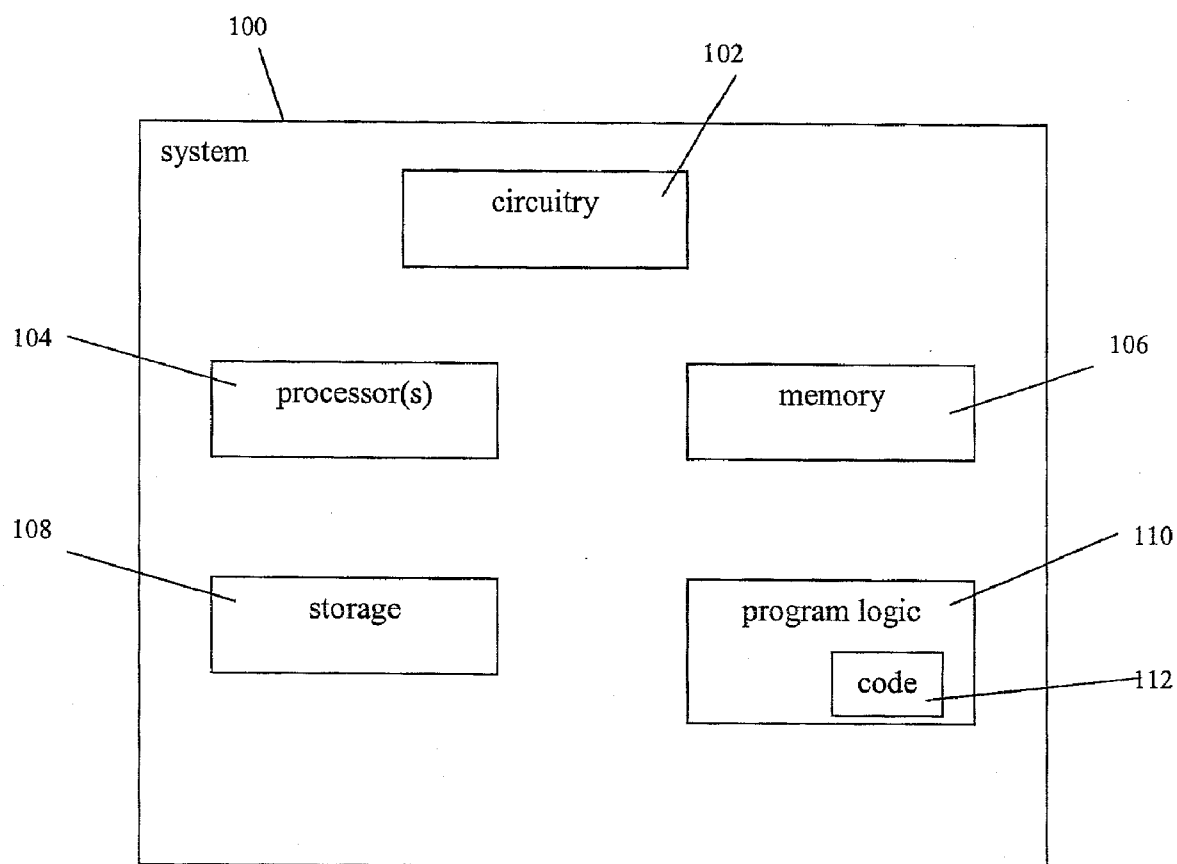 100
102
system
circuitry
104
106
processor(s)
memory
108
110
storage
program logic
code
112